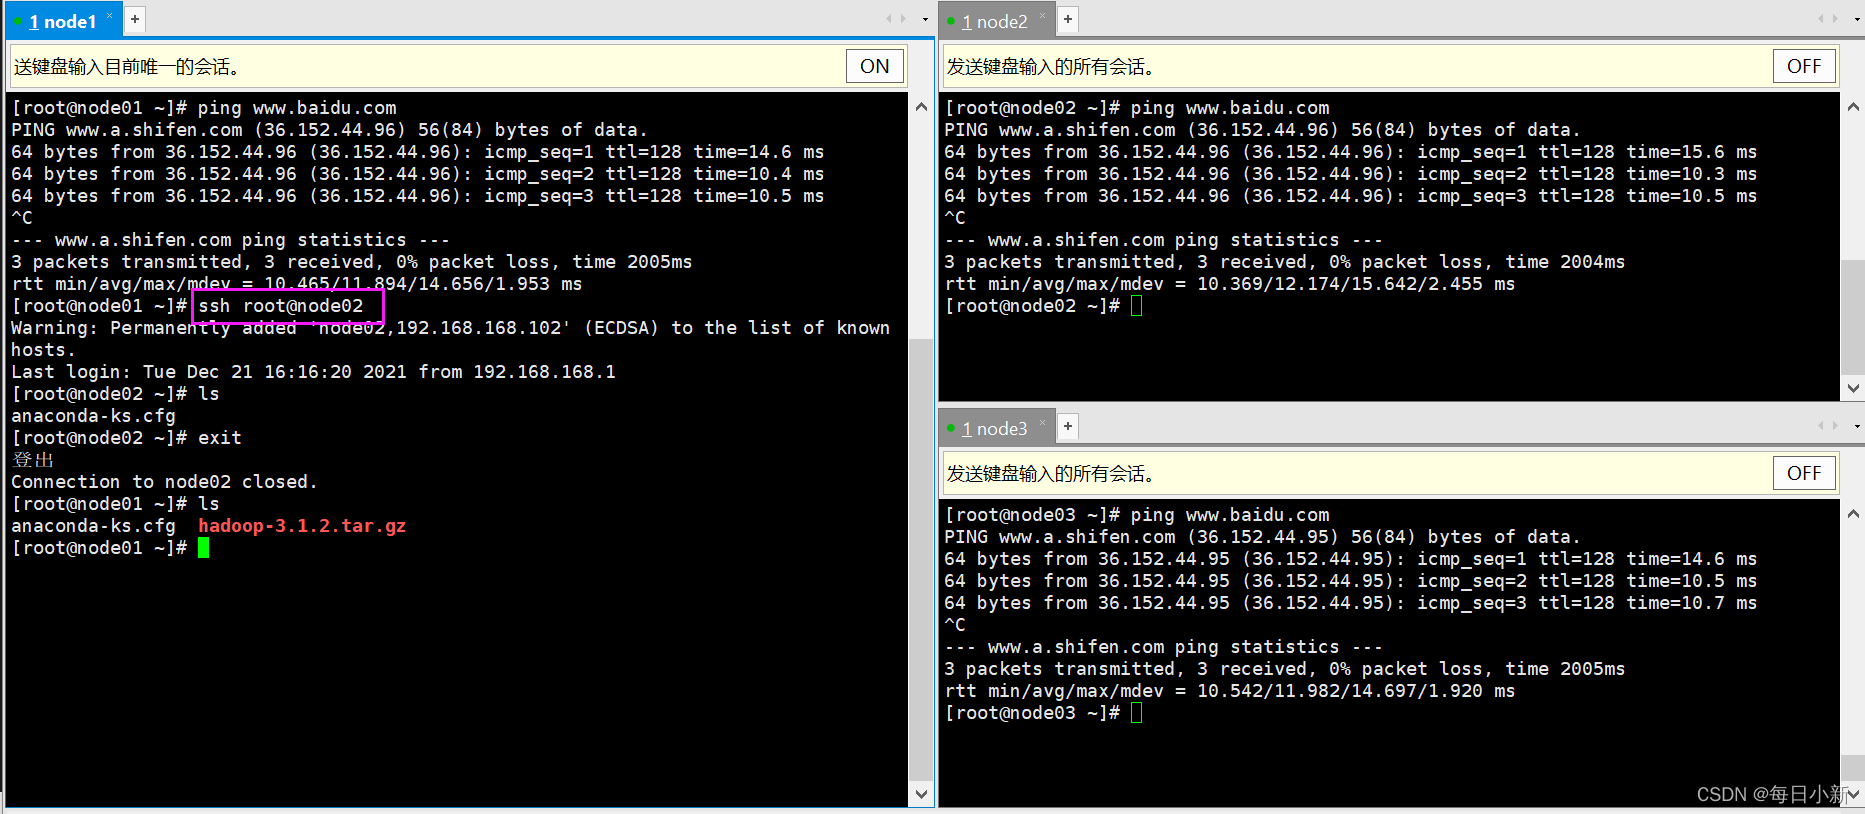 1 node1 × +
送键盘输入目前唯一的会话。 ON
[root@node01 ~]# ping www.baidu.com
PING www.a.shifen.com (36.152.44.96) 56(84) bytes of data.
64 bytes from 36.152.44.96 (36.152.44.96): icmp_seq=1 ttl=128 time=14.6 ms
64 bytes from 36.152.44.96 (36.152.44.96): icmp_seq=2 ttl=128 time=10.4 ms
64 bytes from 36.152.44.96 (36.152.44.96): icmp_seq=3 ttl=128 time=10.5 ms
^C
--- www.a.shifen.com ping statistics ---
3 packets transmitted, 3 received, 0% packet loss, time 2005ms
rtt min/avg/max/mdev = 10.465/11.894/14.656/1.953 ms
[root@node01 ~]# ssh root@node02
Warning: Permanently added 'node02,192.168.168.102' (ECDSA) to the list of known
hosts.
Last login: Tue Dec 21 16:16:20 2021 from 192.168.168.1
[root@node02 ~]# ls
anaconda-ks.cfg
[root@node02 ~]# exit
登出
Connection to node02 closed.
[root@node01 ~]# ls
anaconda-ks.cfg  hadoop-3.1.2.tar.gz
[root@node01 ~]#
1 node2 × +
发送键盘输入的所有会话。 OFF
[root@node02 ~]# ping www.baidu.com
PING www.a.shifen.com (36.152.44.96) 56(84) bytes of data.
64 bytes from 36.152.44.96 (36.152.44.96): icmp_seq=1 ttl=128 time=15.6 ms
64 bytes from 36.152.44.96 (36.152.44.96): icmp_seq=2 ttl=128 time=10.3 ms
64 bytes from 36.152.44.96 (36.152.44.96): icmp_seq=3 ttl=128 time=10.5 ms
^C
--- www.a.shifen.com ping statistics ---
3 packets transmitted, 3 received, 0% packet loss, time 2004ms
rtt min/avg/max/mdev = 10.369/12.174/15.642/2.455 ms
[root@node02 ~]#
1 node3 × +
发送键盘输入的所有会话。 OFF
[root@node03 ~]# ping www.baidu.com
PING www.a.shifen.com (36.152.44.95) 56(84) bytes of data.
64 bytes from 36.152.44.95 (36.152.44.95): icmp_seq=1 ttl=128 time=14.6 ms
64 bytes from 36.152.44.95 (36.152.44.95): icmp_seq=2 ttl=128 time=10.5 ms
64 bytes from 36.152.44.95 (36.152.44.95): icmp_seq=3 ttl=128 time=10.7 ms
^C
--- www.a.shifen.com ping statistics ---
3 packets transmitted, 3 received, 0% packet loss, time 2005ms
rtt min/avg/max/mdev = 10.542/11.982/14.697/1.920 ms
[root@node03 ~]#
CSDN @每日小新